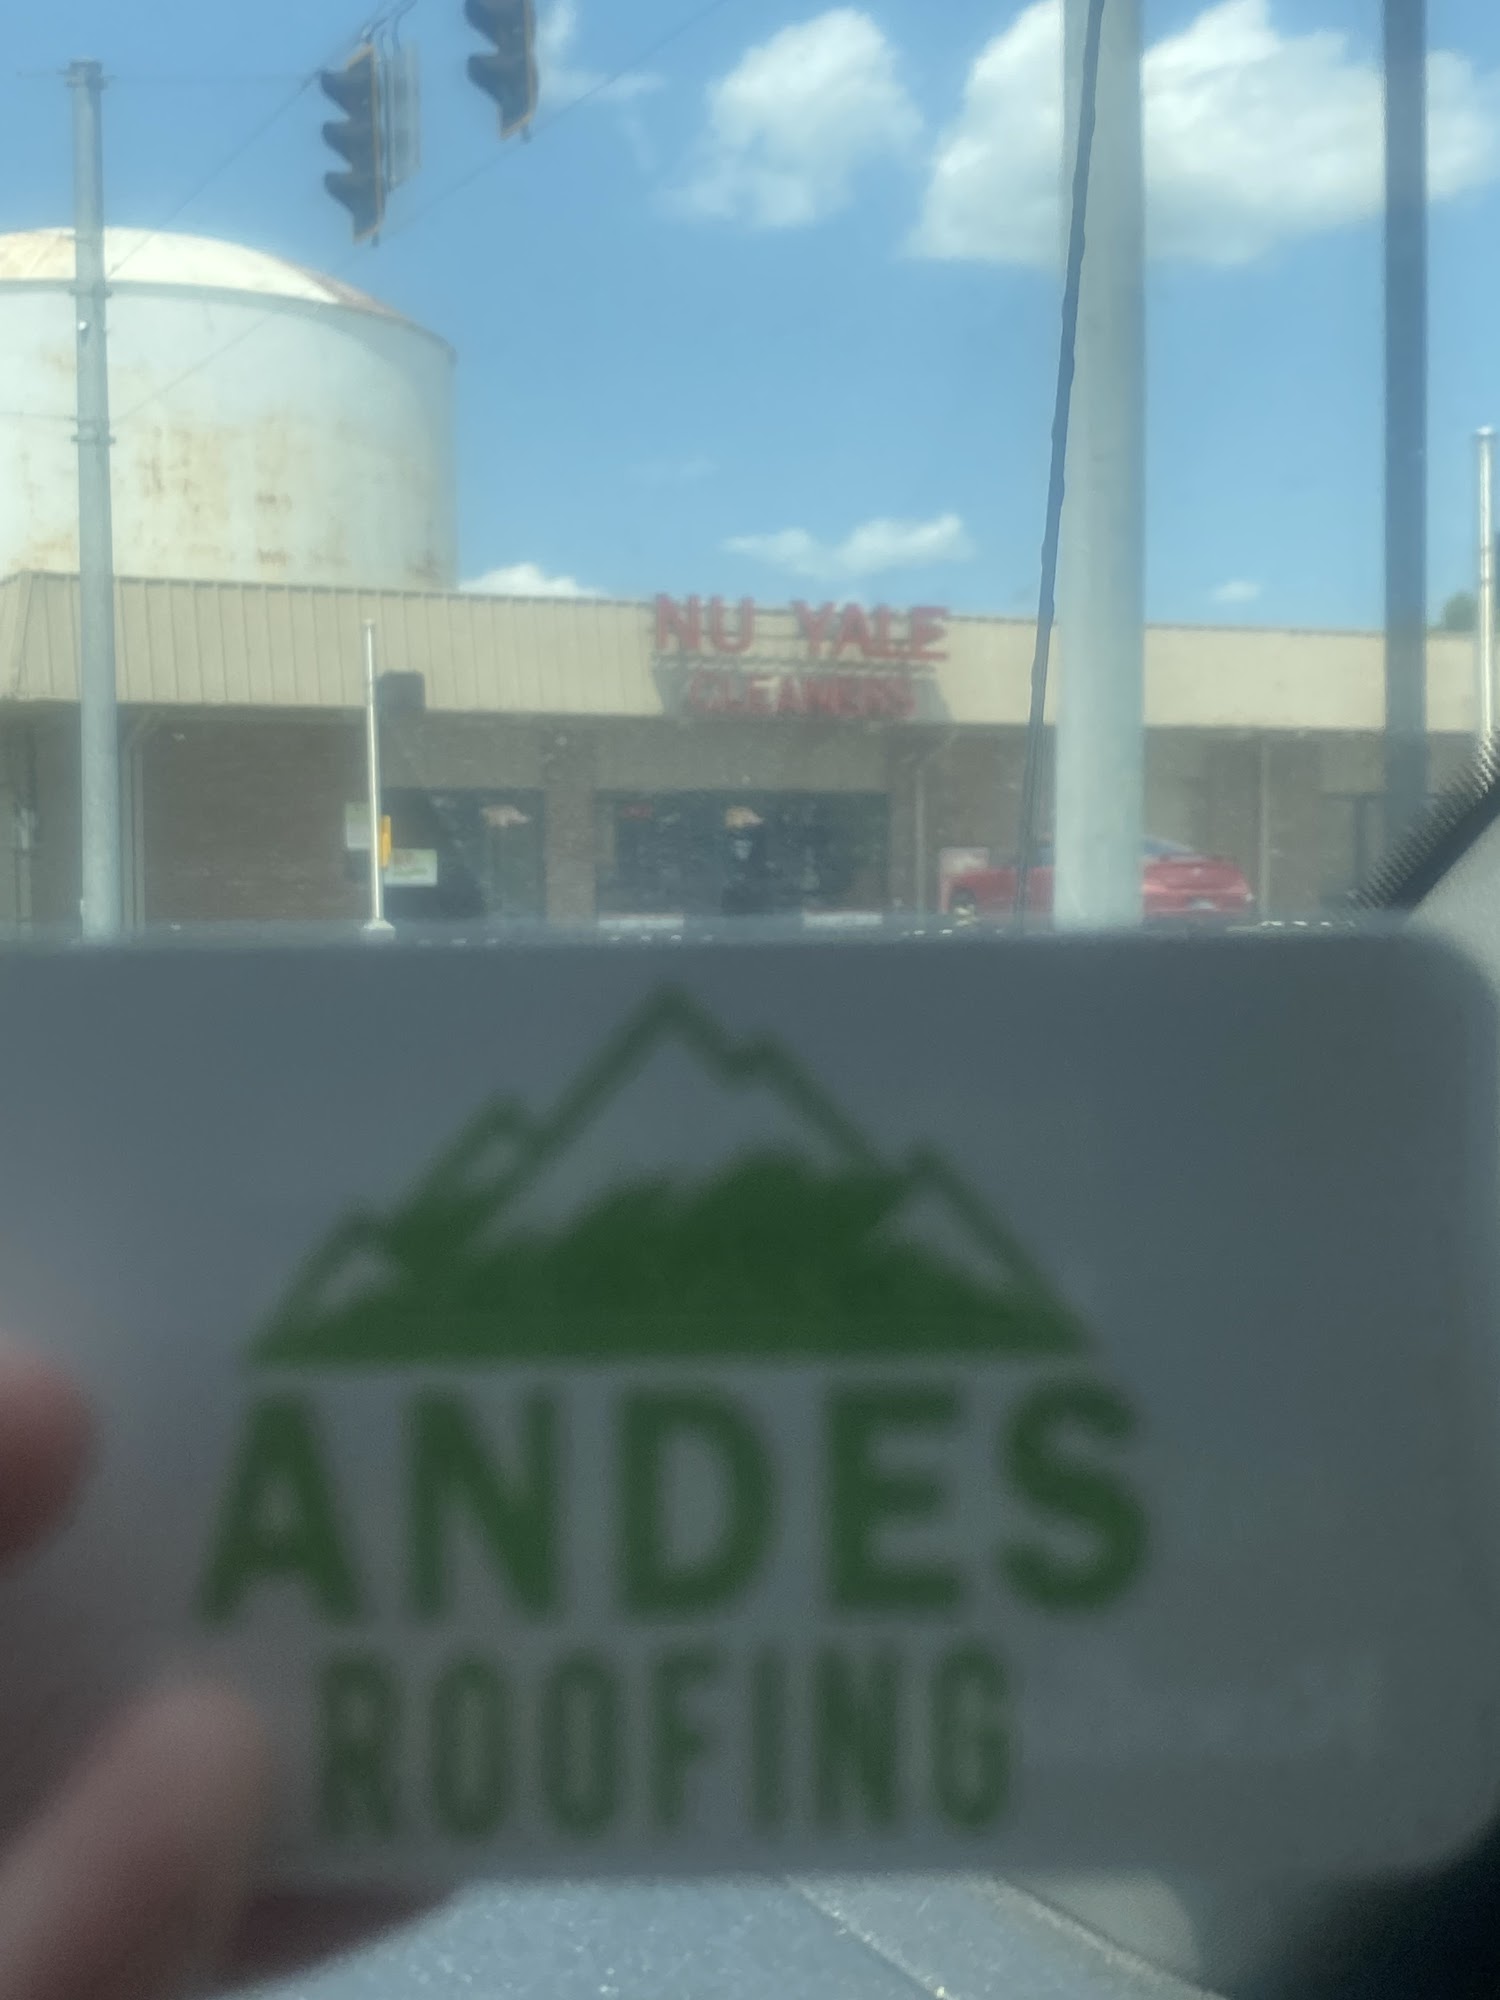 NU YALE
CLEANERS
ANDES
ROOFING